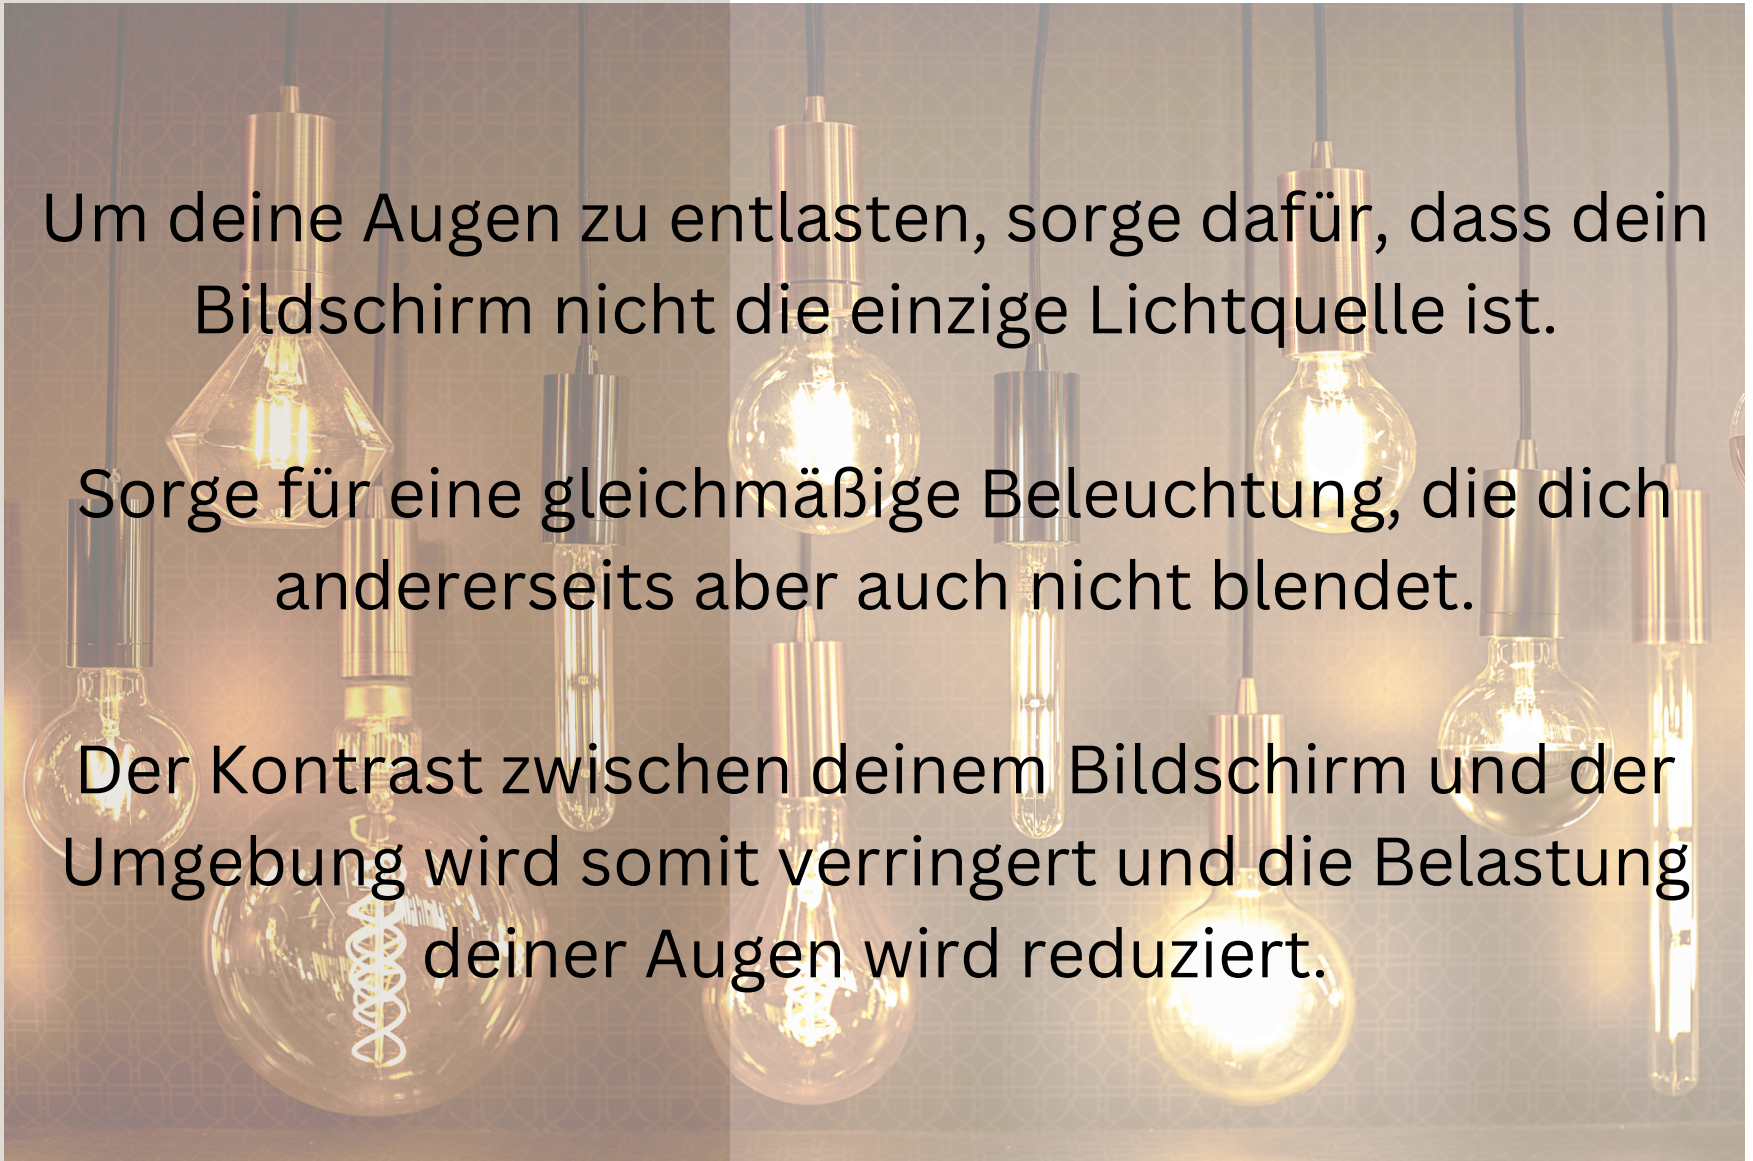 Um deine Augen zu entlasten, sorge dafür, dass dein
Bildschirm nicht die einzige Lichtquelle ist.
Sorge für eine gleichmäßige Beleuchtung, die dich
andererseits aber auch nicht blendet.
Der Kontrast zwischen deinem Bildschirm und der
Umgebung wird somit verringert und die Belastung
deiner Augen wird reduziert.